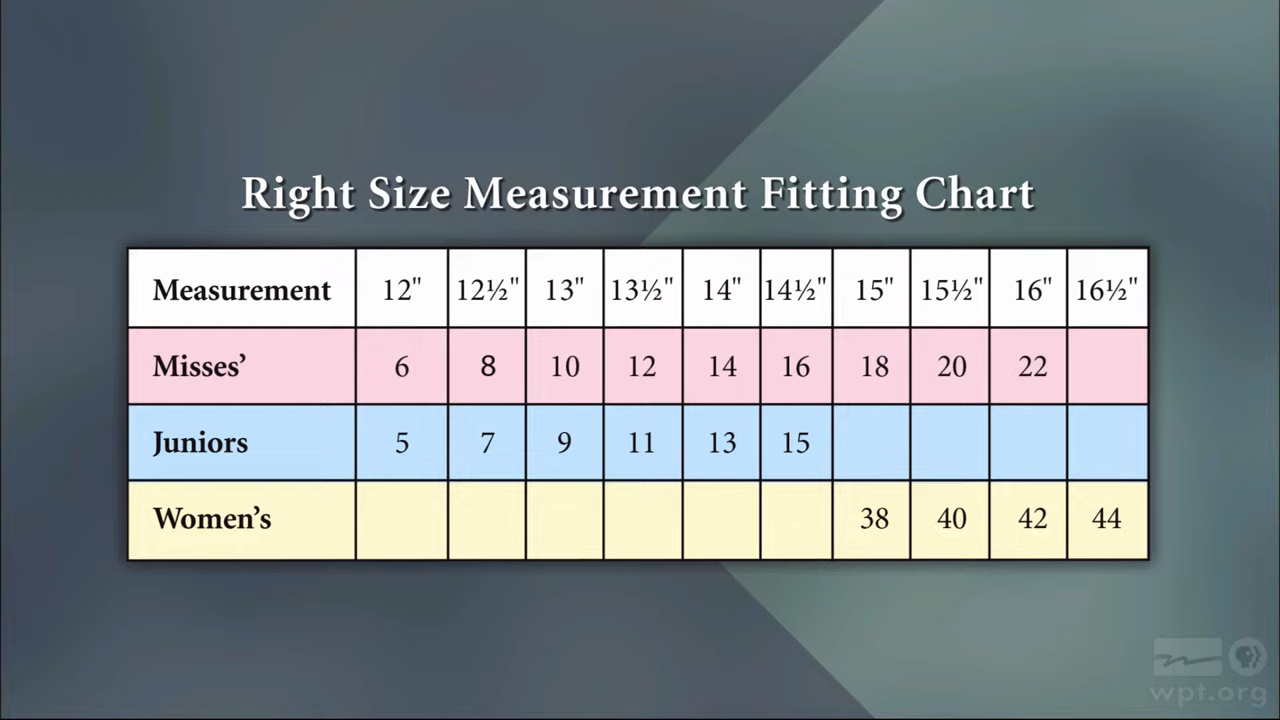 Right Size Measurement Fitting Chart
Measurement 12" 12½" 13" 13½" 14" 14½" 15" 15½" 16" 16½"
Misses’ 6 8 10 12 14 16 18 20 22
Juniors 5 7 9 11 13 15
Women’s 38 40 42 44
wpt.org